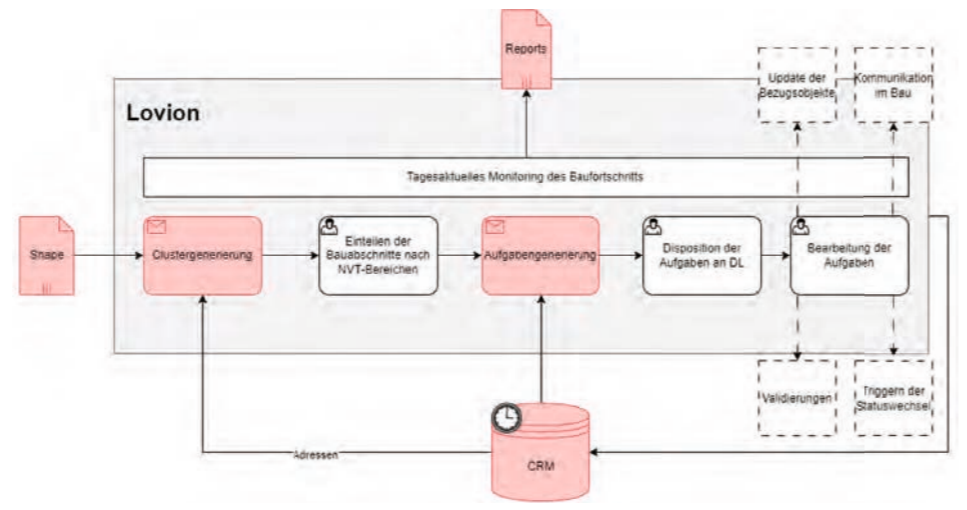 Reports
Update der
Bezugsobjekte
Kommunikation
im Bau
Lovion
Tagesaktuelles Monitoring des Baufortschritts
Shape
Clustergenerierung
Einteilen der
Bauabschnitte nach
NVT-Bereichen
Aufgabengenerierung
Disposition der
Aufgaben an DL
Bearbeitung der
Aufgaben
Validierungen
Triggern der
Statuswechsel
Adressen
CRM